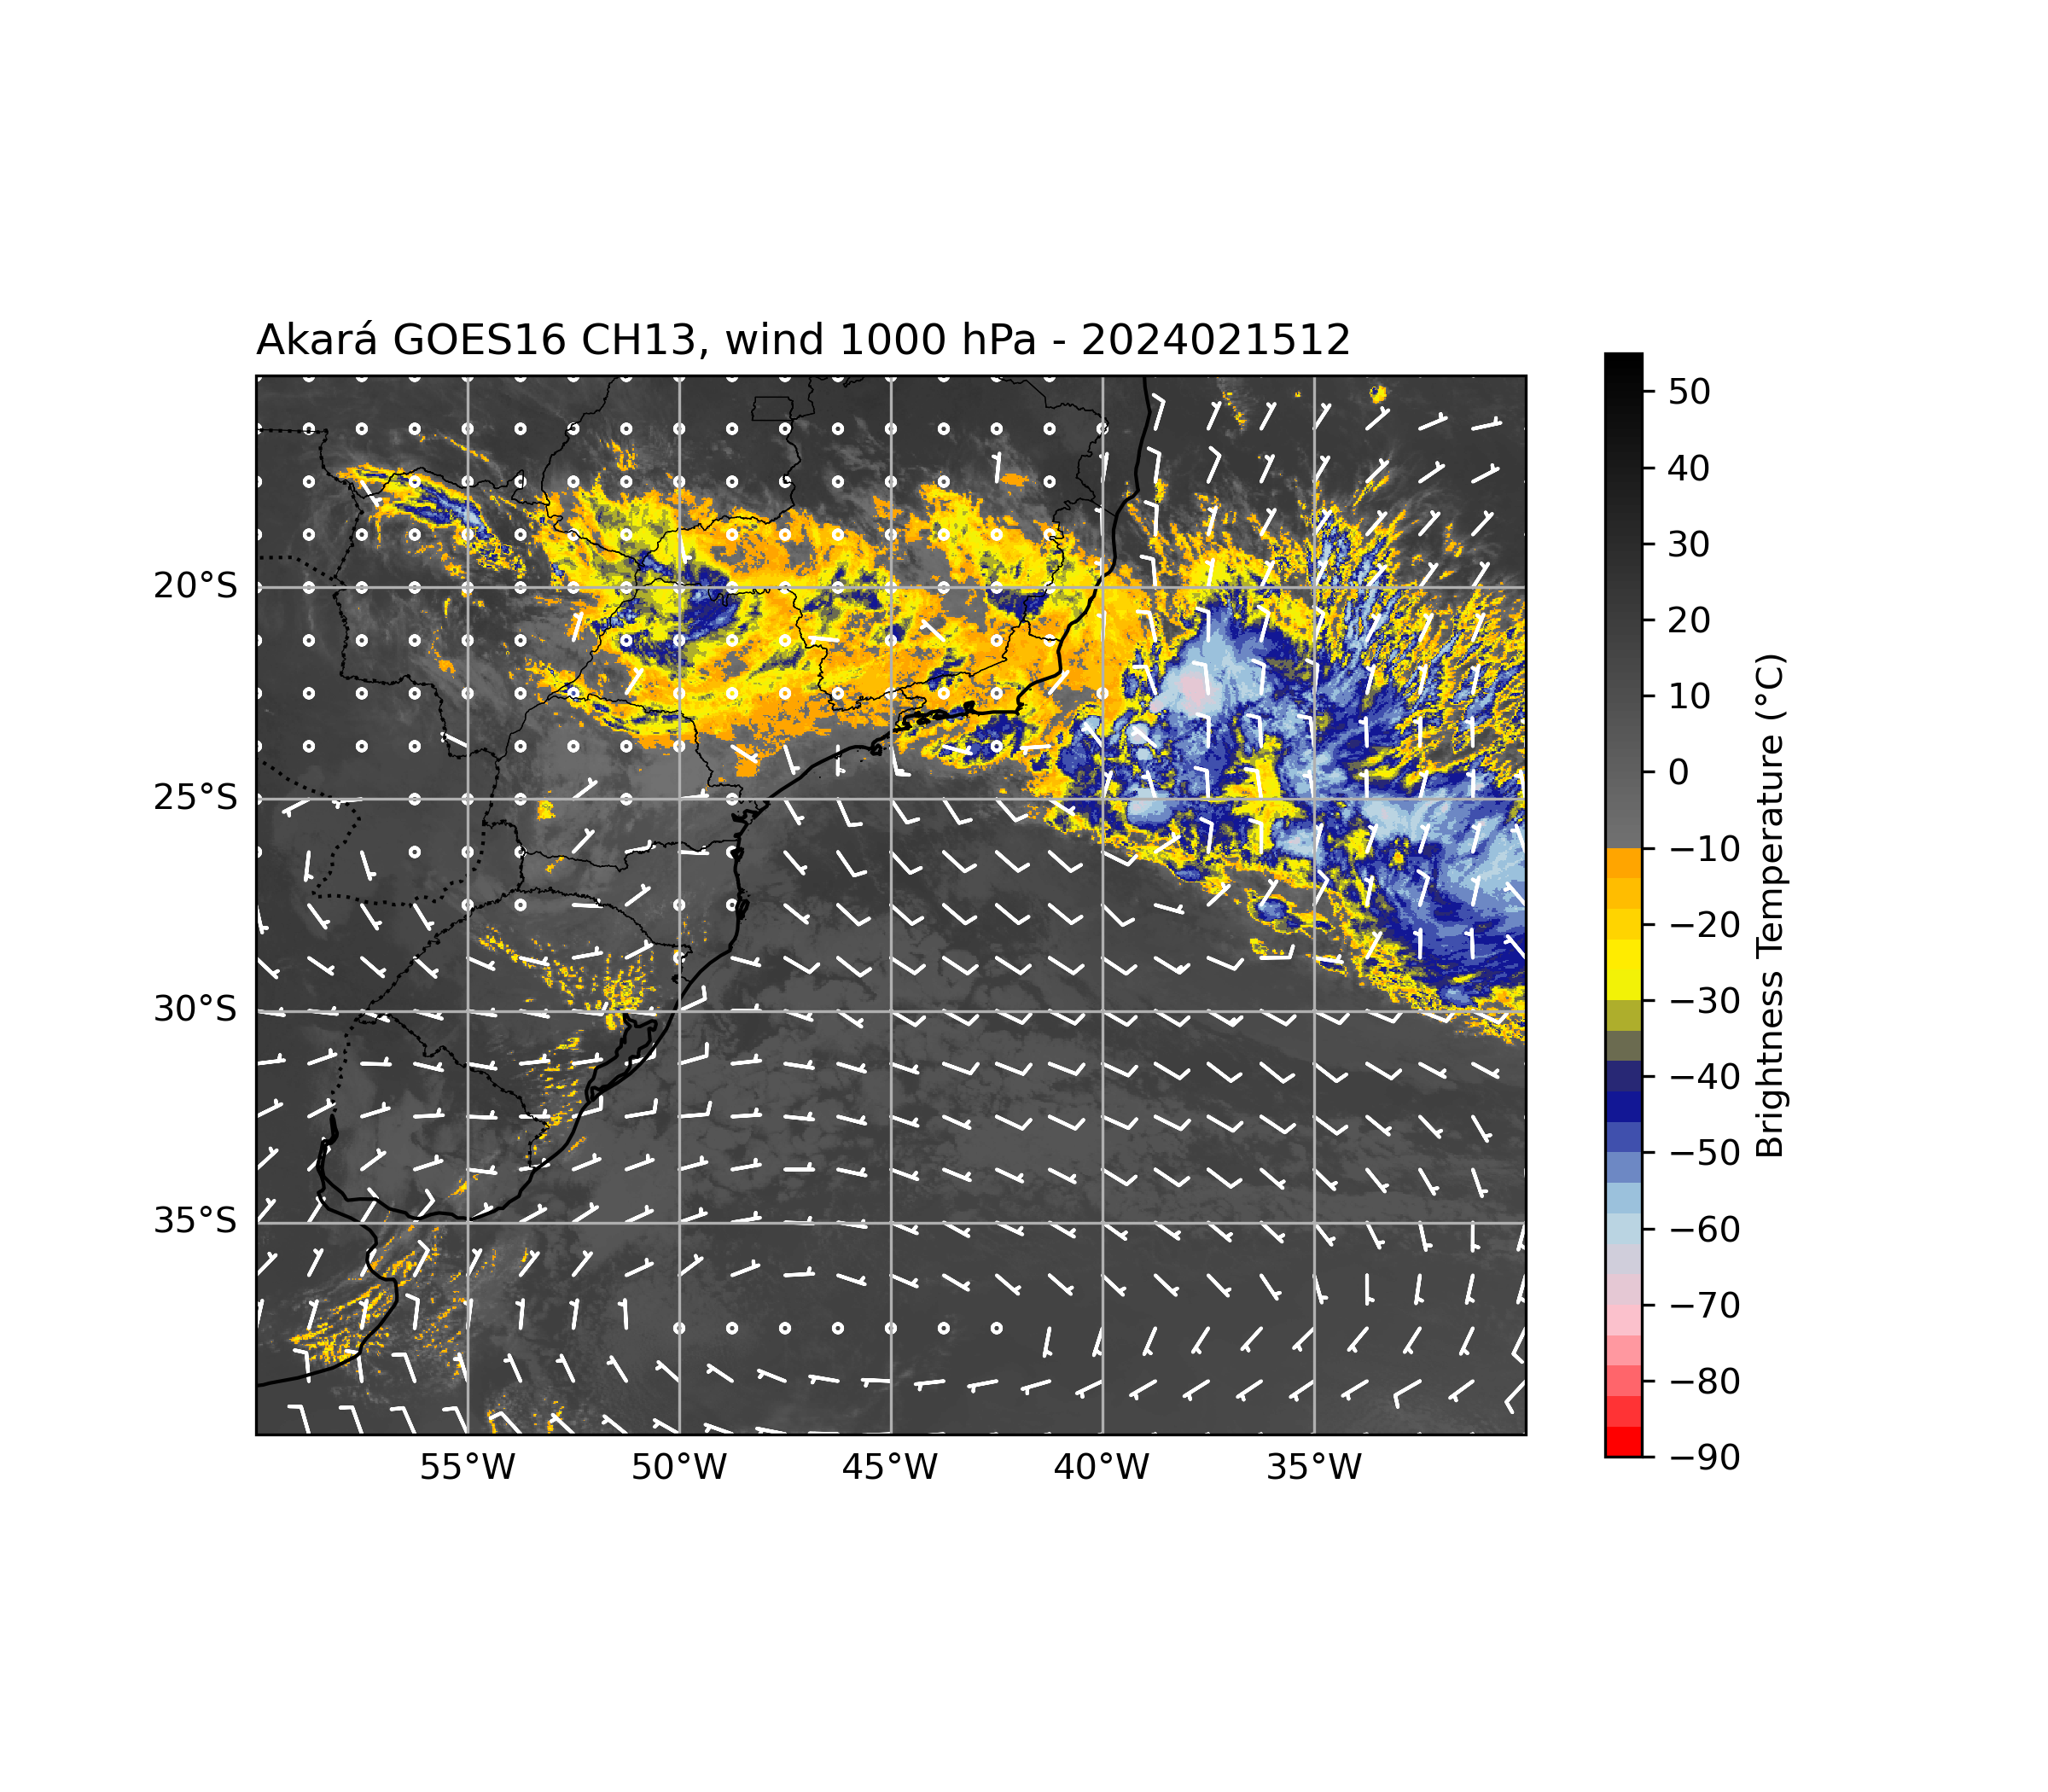 Akará GOES16 CH13, wind 1000 hPa - 2024021512
20°S
25°S
30°S
35°S
55°W
50°W
45°W
40°W
35°W
50
40
30
20
10
0
−10
−20
−30
−40
−50
−60
−70
−80
−90
Brightness Temperature (°C)